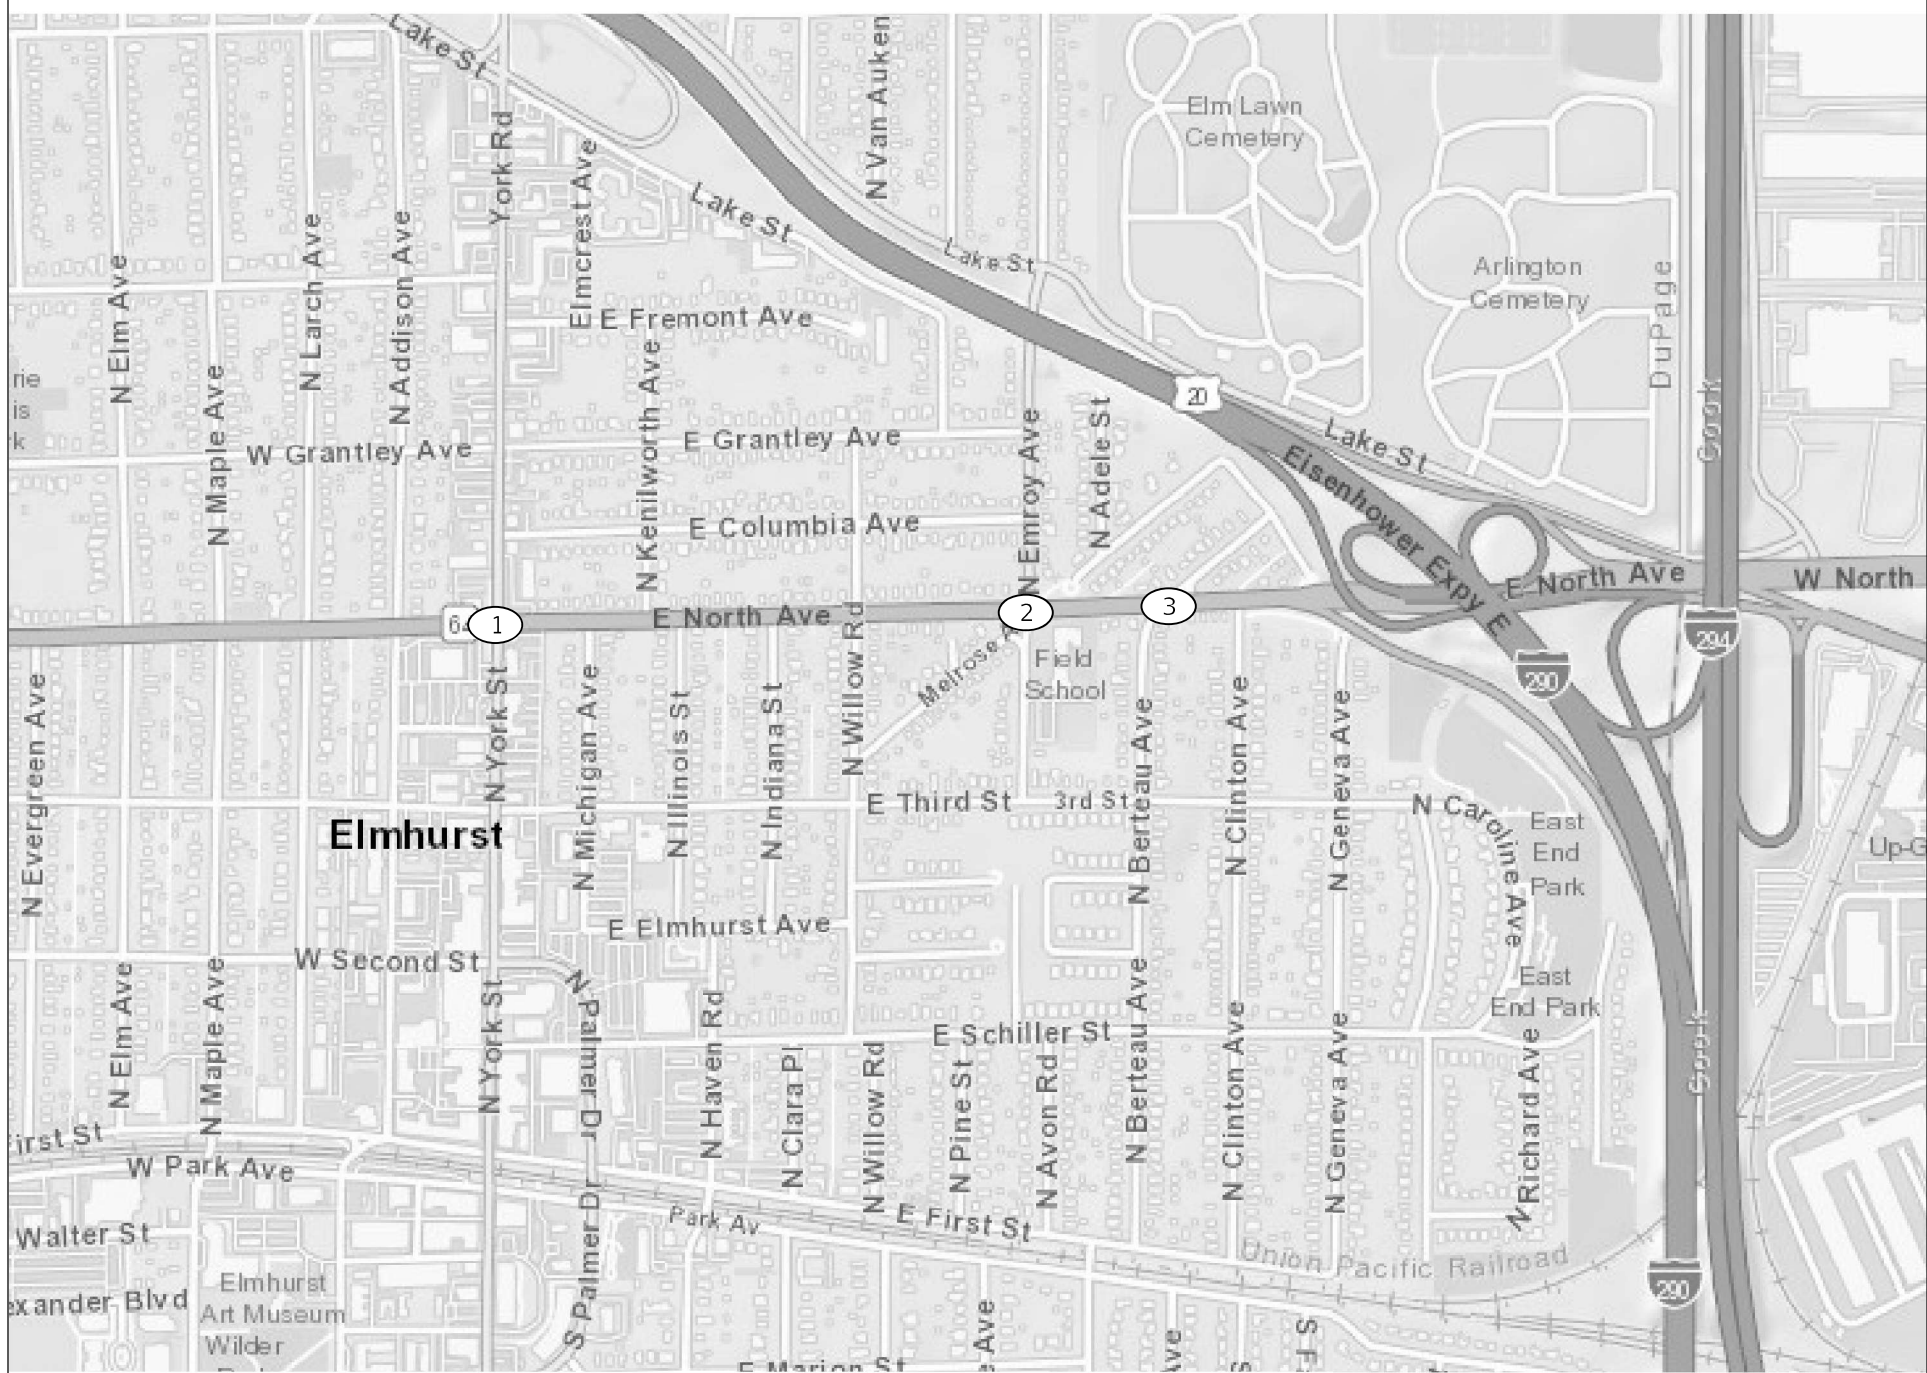 Lake St
York Rd
Elmcrest Ave
N Van Auken
Elm Lawn
Cemetery
Lake St
Lake St
Arlington
Cemetery
DuPage
Cook
N Elm Ave
N Larch Ave
N Addison Ave
N Maple Ave
E Fremont Ave
rie
is
k
20
W Grantley Ave
E Grantley Ave
N Kenilworth Ave
N Emroy Ave
N Adele St
Lake St
Eisenhower Expy E
E Columbia Ave
E North Ave
W North
1
E North Ave
2
3
294
290
N Evergreen Ave
N York St
N Michigan Ave
N Illinois St
N Indiana St
N Willow Rd
Melrose
Field
School
N Berteau Ave
N Clinton Ave
N Geneva Ave
E Third St
3rd St
N Caroline Ave
East
End
Park
Up-G
Elmhurst
E Elmhurst Ave
W Second St
East
End Park
N Elm Ave
N Maple Ave
N York St
N Palmer Dr
N Haven Rd
E Schiller St
N Clara Pl
N Willow Rd
N Pine St
N Avon Rd
N Berteau Ave
N Clinton Ave
N Geneva Ave
N Richard Ave
Cook
First St
W Park Ave
Park Av
E First St
Walter St
S Palmer Dr
Union Pacific Railroad
290
Elmhurst
Art Museum
Wilder
exander Blvd
E Marion St
Ave